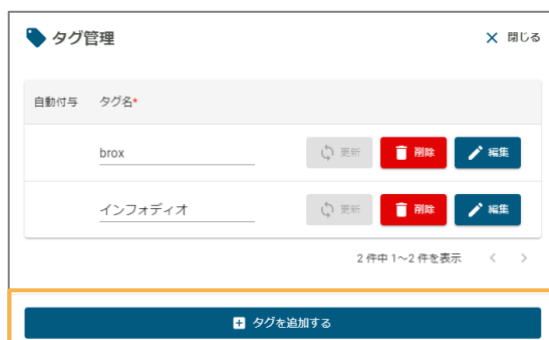 タグ管理
閉じる
自動付与 タグ名*
brox 更新 削除 編集
インフォディオ 更新 削除 編集
2 件中 1~2 件を表示
タグを追加する